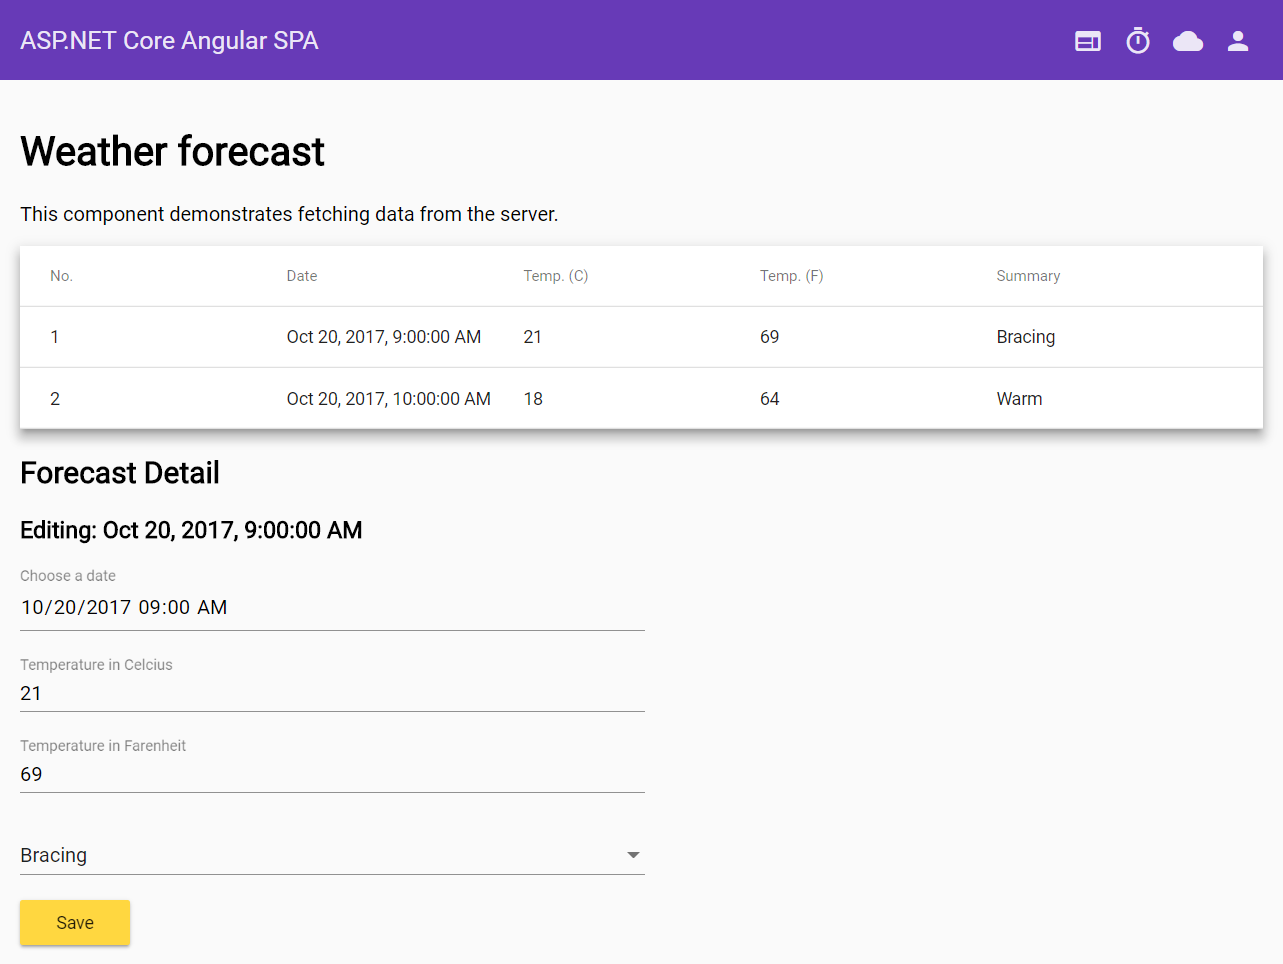 ASP.NET Core Angular SPA
Weather forecast
This component demonstrates fetching data from the server.
No. Date Temp. (C) Temp. (F) Summary
1 Oct 20, 2017, 9:00:00 AM 21 69 Bracing
2 Oct 20, 2017, 10:00:00 AM 18 64 Warm
Forecast Detail
Editing: Oct 20, 2017, 9:00:00 AM
Choose a date
10/20/2017 09:00 AM
Temperature in Celcius
21
Temperature in Farenheit
69
Bracing
Save